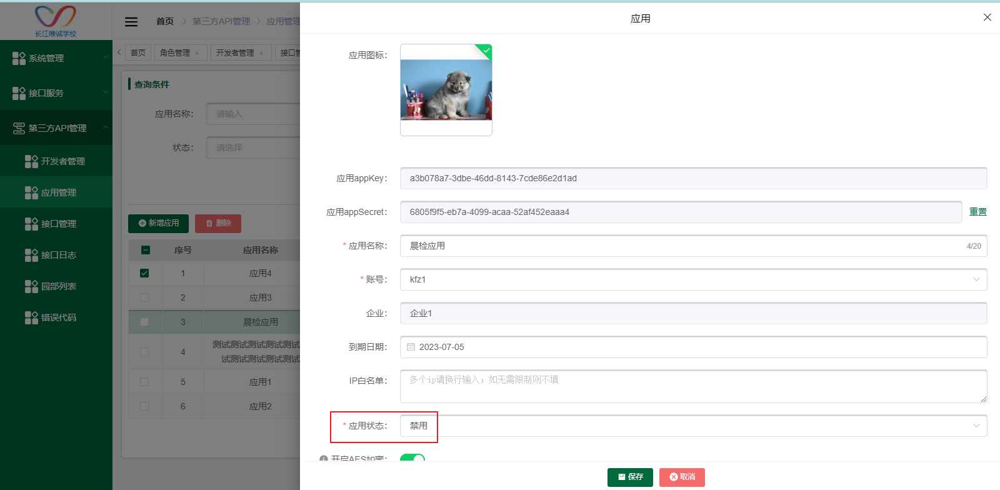 长江唯诚学校
系统管理
接口服务
第三方API管理
开发者管理
应用管理
接口管理
接口日志
园部列表
错误代码
首页 > 第三方API管理 > 应用管理
首页
角色管理 ×
开发者管理 ×
查询条件
应用名称： 请输入
状态： 请选择
新增应用
删除
序号 应用名称
1 应用4
2 应用3
3 晨检应用
4 测试测试测试测试测试
试测试测试测试测试
5 应用1
6 应用2
应用
应用图标：
应用appKey： a3b078a7-3dbe-46dd-8143-7cde86e2d1ad
应用appSecret： 6805f9f5-eb7a-4099-acaa-52af452eaaa4 重置
* 应用名称： 晨检应用 4/20
* 账号： kfz1
企业： 企业1
到期日期： 2023-07-05
IP白名单： 多个ip请换行输入；如无需限制则不填
* 应用状态： 禁用
开启AES加密：
保存
取消